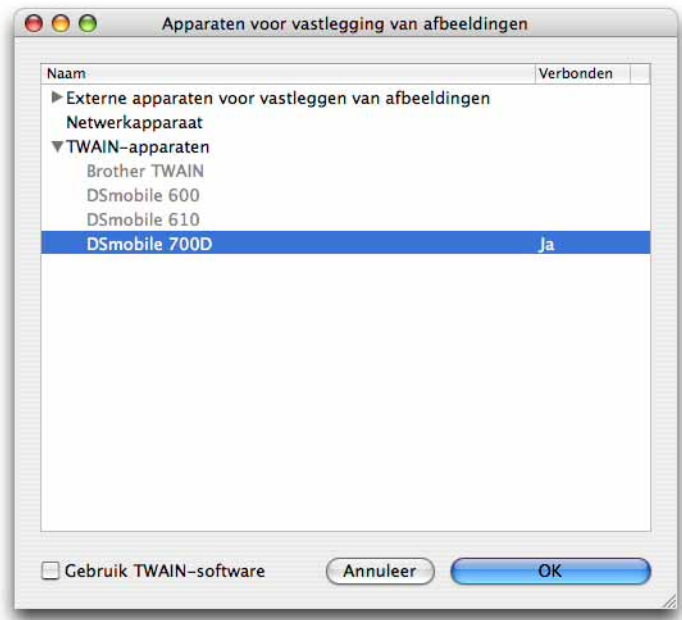 Apparaten voor vastlegging van afbeeldingen
Naam Verbonden
Externe apparaten voor vastleggen van afbeeldingen
Netwerkapparaat
TWAIN-apparaten
Brother TWAIN
DSmobile 600
DSmobile 610
DSmobile 700D Ja
Gebruik TWAIN-software Annuleer OK